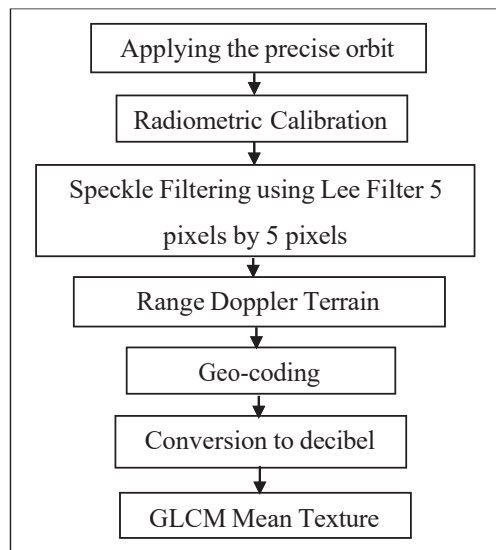 Applying the precise orbit
Radiometric Calibration
Speckle Filtering using Lee Filter 5
pixels by 5 pixels
Range Doppler Terrain
Geo-coding
Conversion to decibel
GLCM Mean Texture